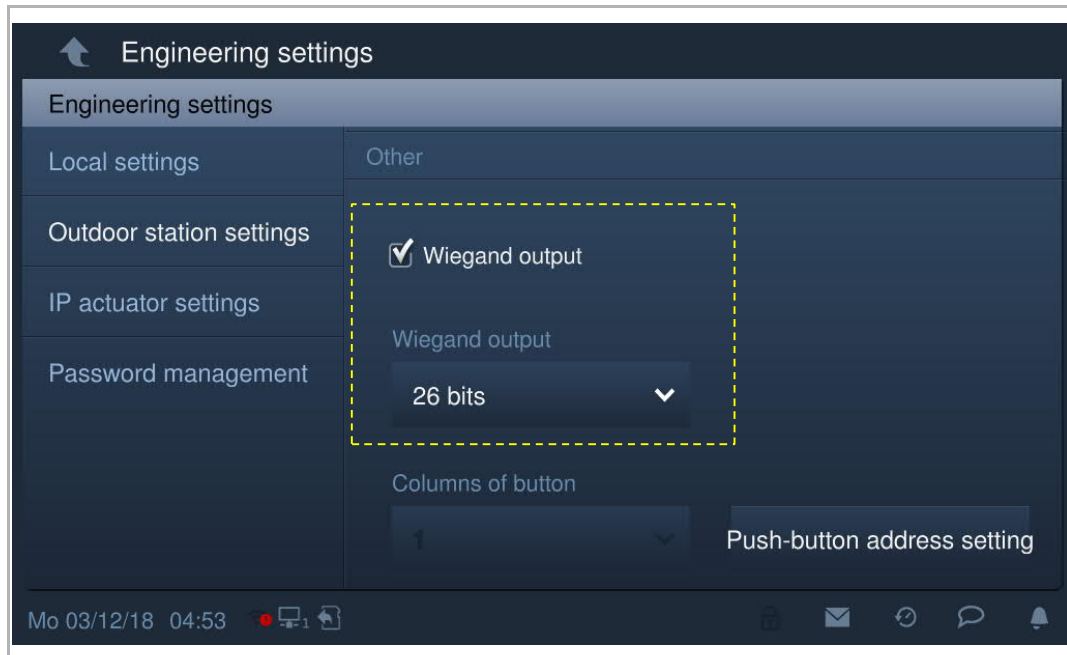 Engineering settings
Engineering settings
Local settings
Other
Outdoor station settings
Wiegand output
IP actuator settings
Wiegand output
Password management
26 bits
Columns of button
1
Push-button address setting
Mo 03/12/18 04:53
1